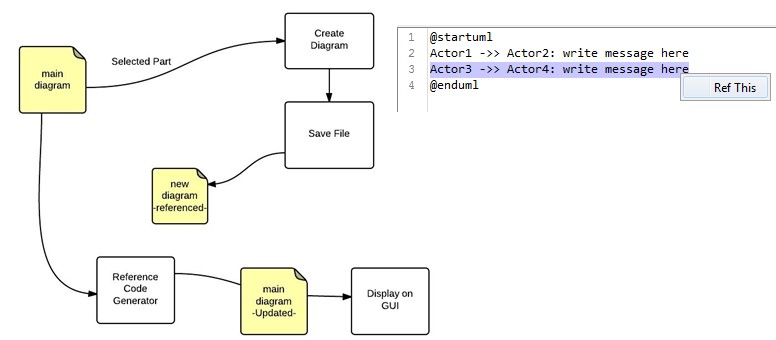 Create
Diagram
Selected Part
main
diagram
Save File
new
diagram
-referenced-
Reference
Code
Generator
main
diagram
-Updated-
Display on
GUI
1 @startuml
2 Actor1 ->> Actor2: write message here
3 Actor3 ->> Actor4: write message here
4 @enduml
Ref This